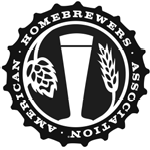 AMERICAN · HOMEBREWERS · ASSOCIATION ·